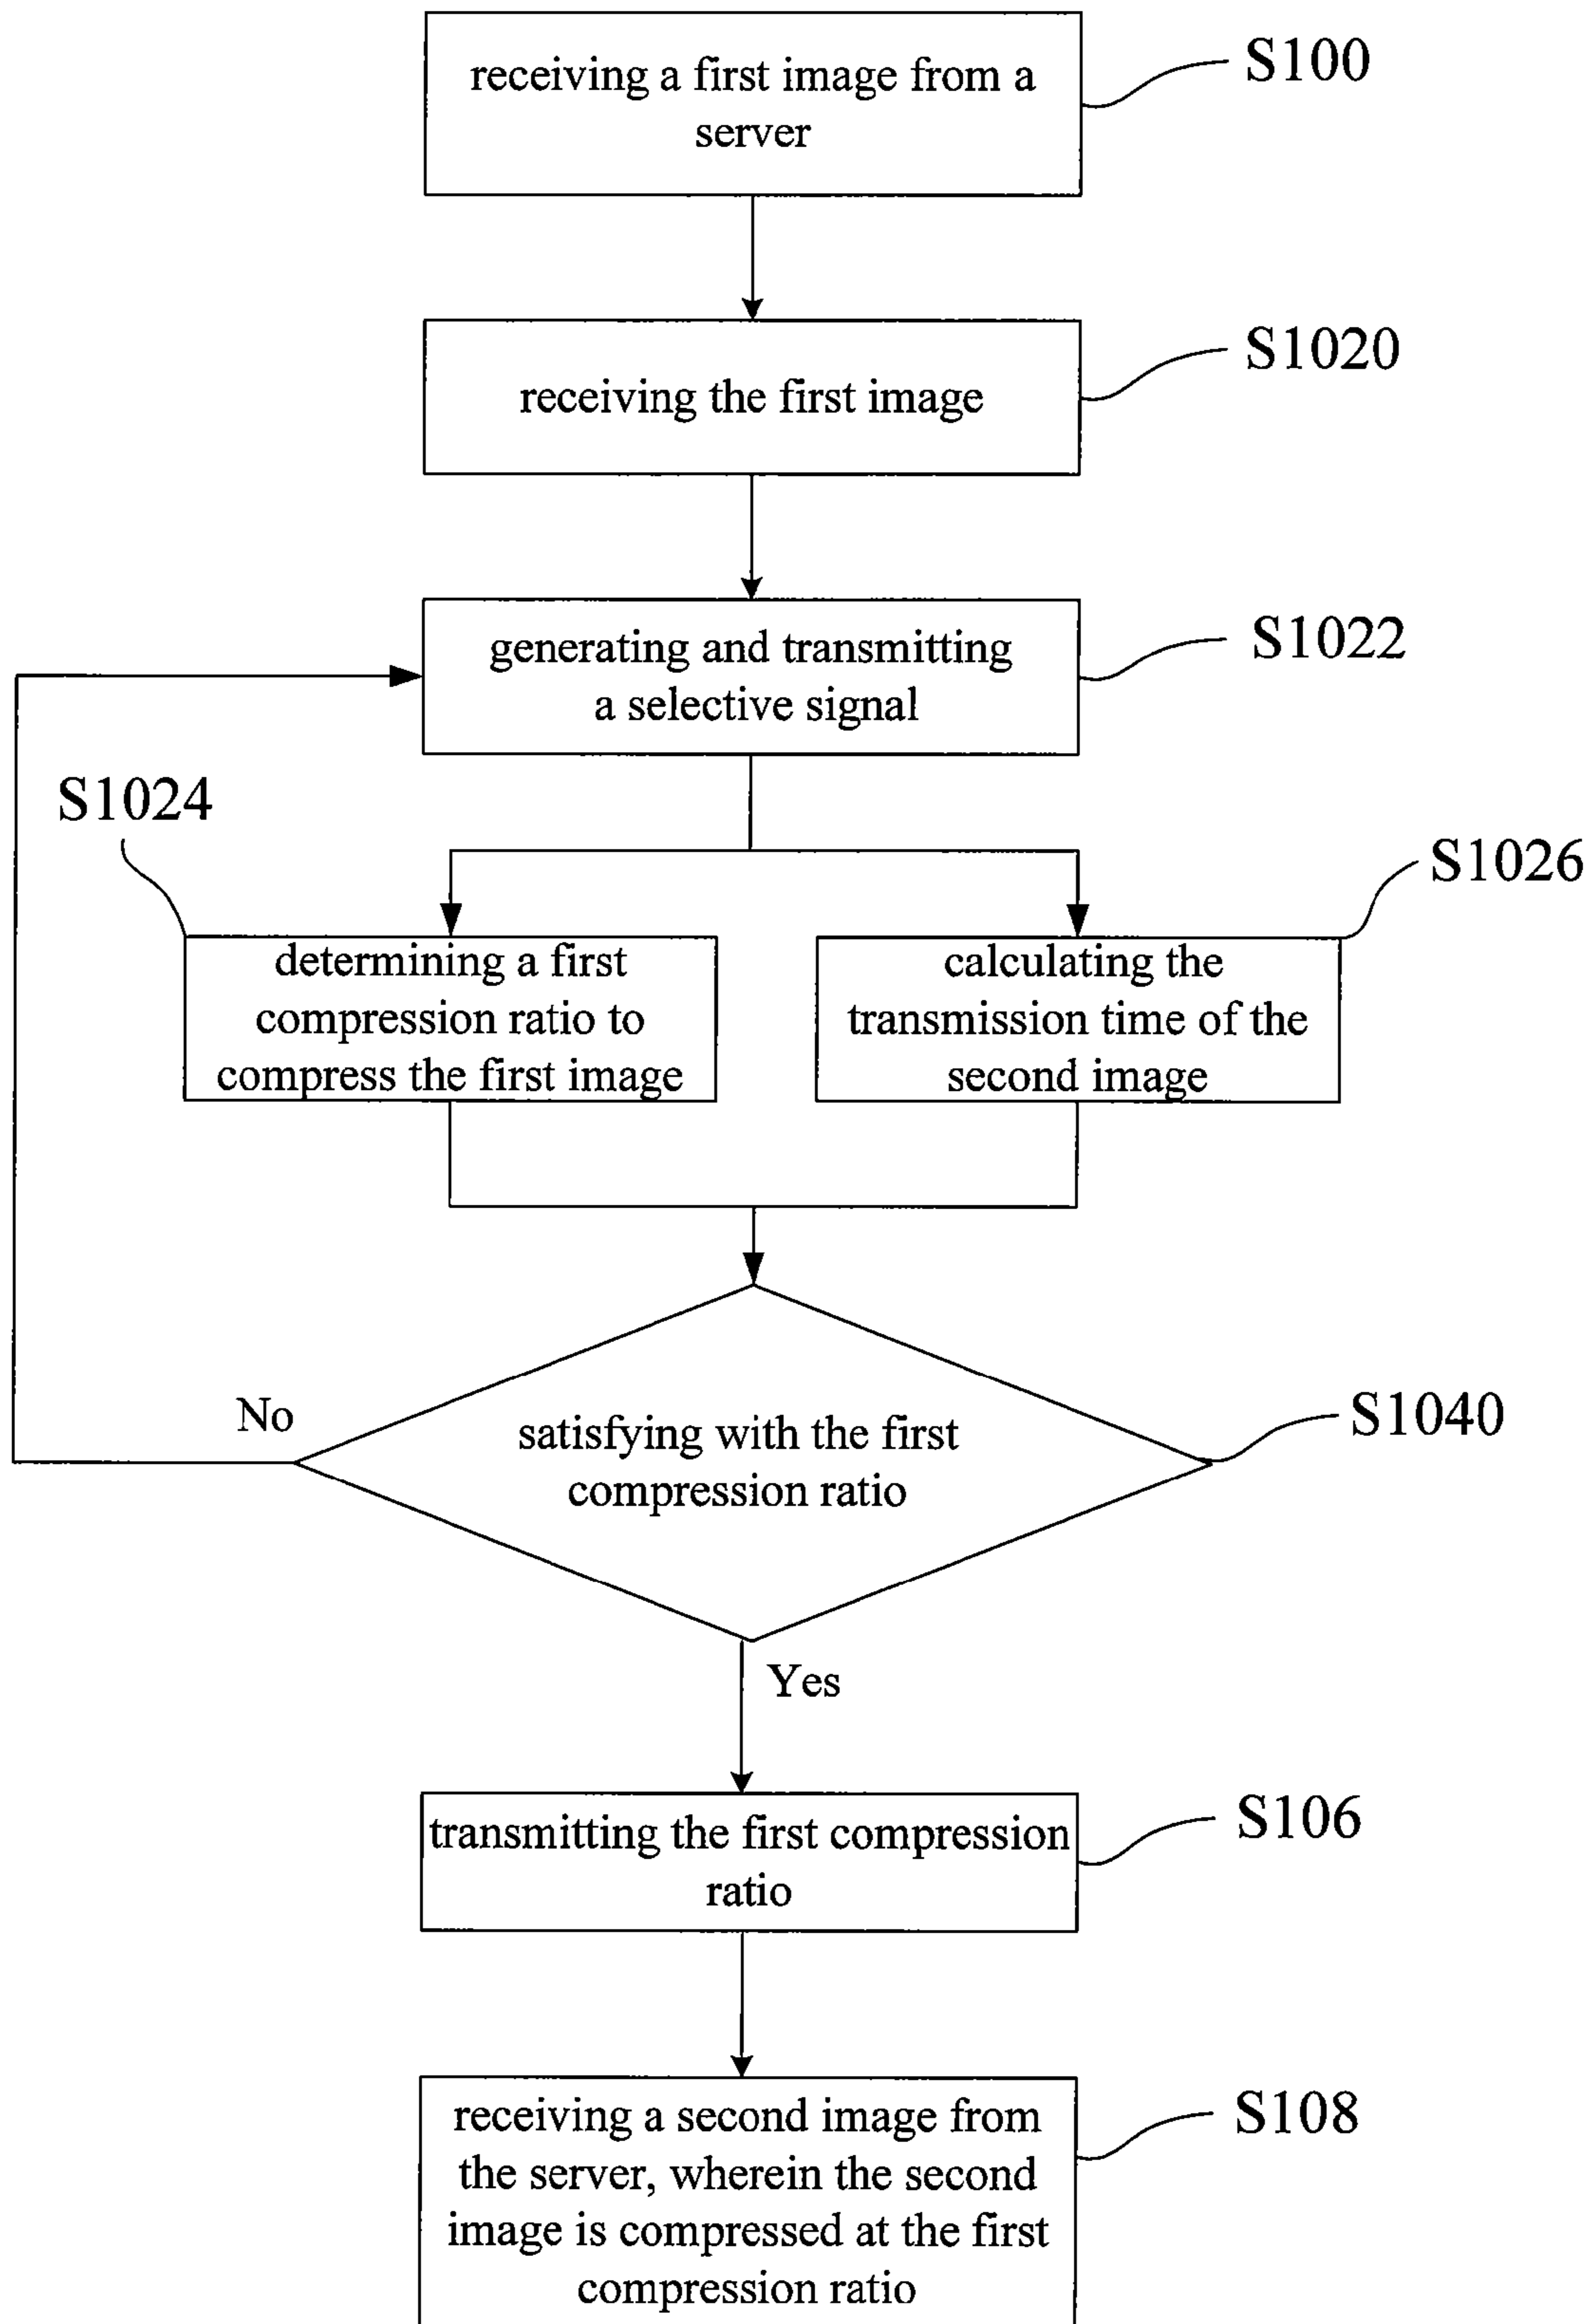 receiving a first image from a
server
S100
receiving the first image
S1020
generating and transmitting
a selective signal
S1022
S1024
S1026
determining a first
compression ratio to
compress the first image
calculating the
transmission time of the
second image
No
satisfying with the first
compression ratio
S1040
Yes
transmitting the first compression
ratio
S106
receiving a second image from
the server, wherein the second
image is compressed at the first
compression ratio
S108